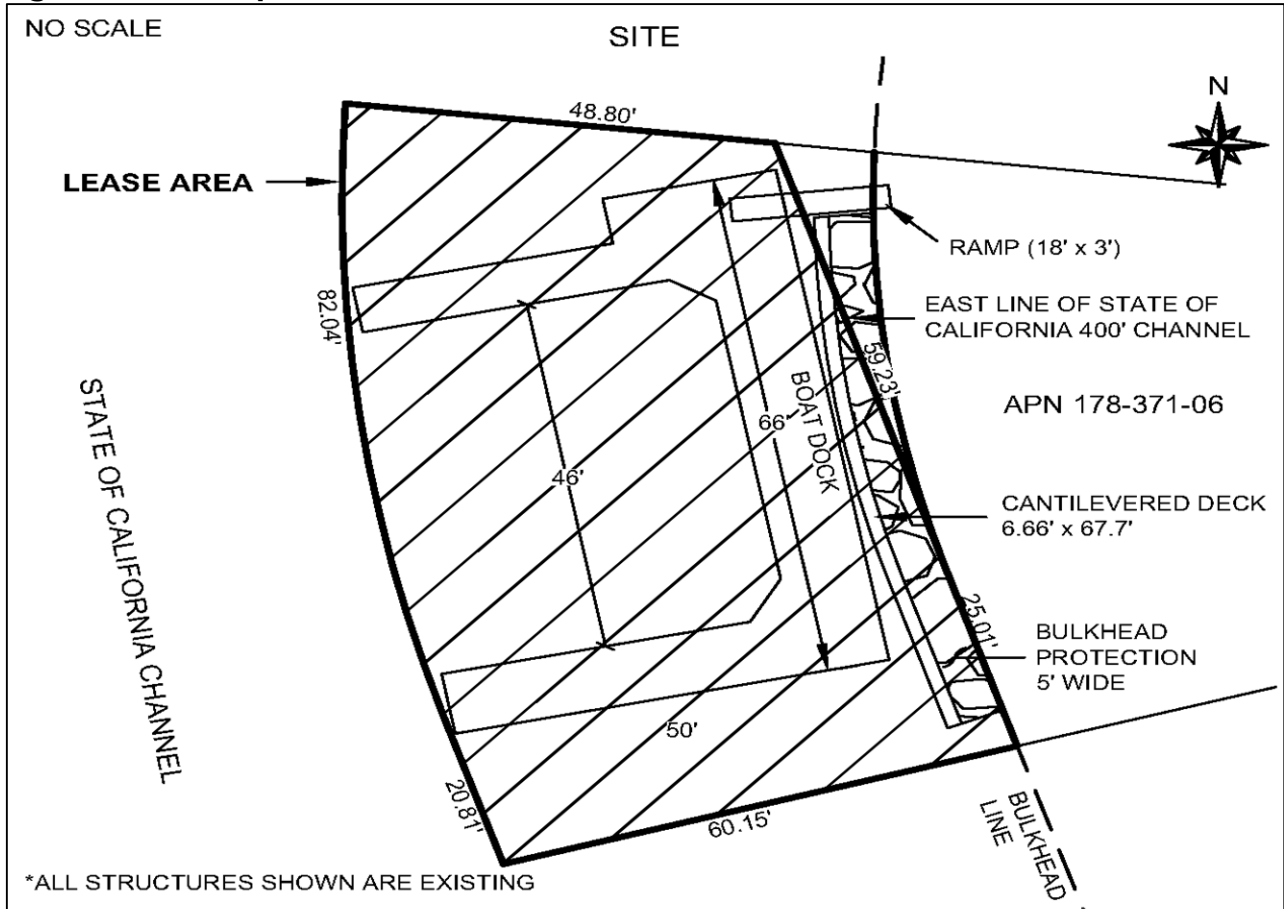 NO SCALE
SITE
N
48.80'
LEASE AREA
RAMP (18' x 3')
EAST LINE OF STATE OF
CALIFORNIA 400' CHANNEL
82.04'
59.23'
BOAT DOCK
66'
APN 178-371-06
STATE OF CALIFORNIA CHANNEL
46'
CANTILEVERED DECK
6.66' x 67.7'
25.01'
BULKHEAD
PROTECTION
5' WIDE
50'
20.81'
60.15'
BULKHEAD
LINE
*ALL STRUCTURES SHOWN ARE EXISTING